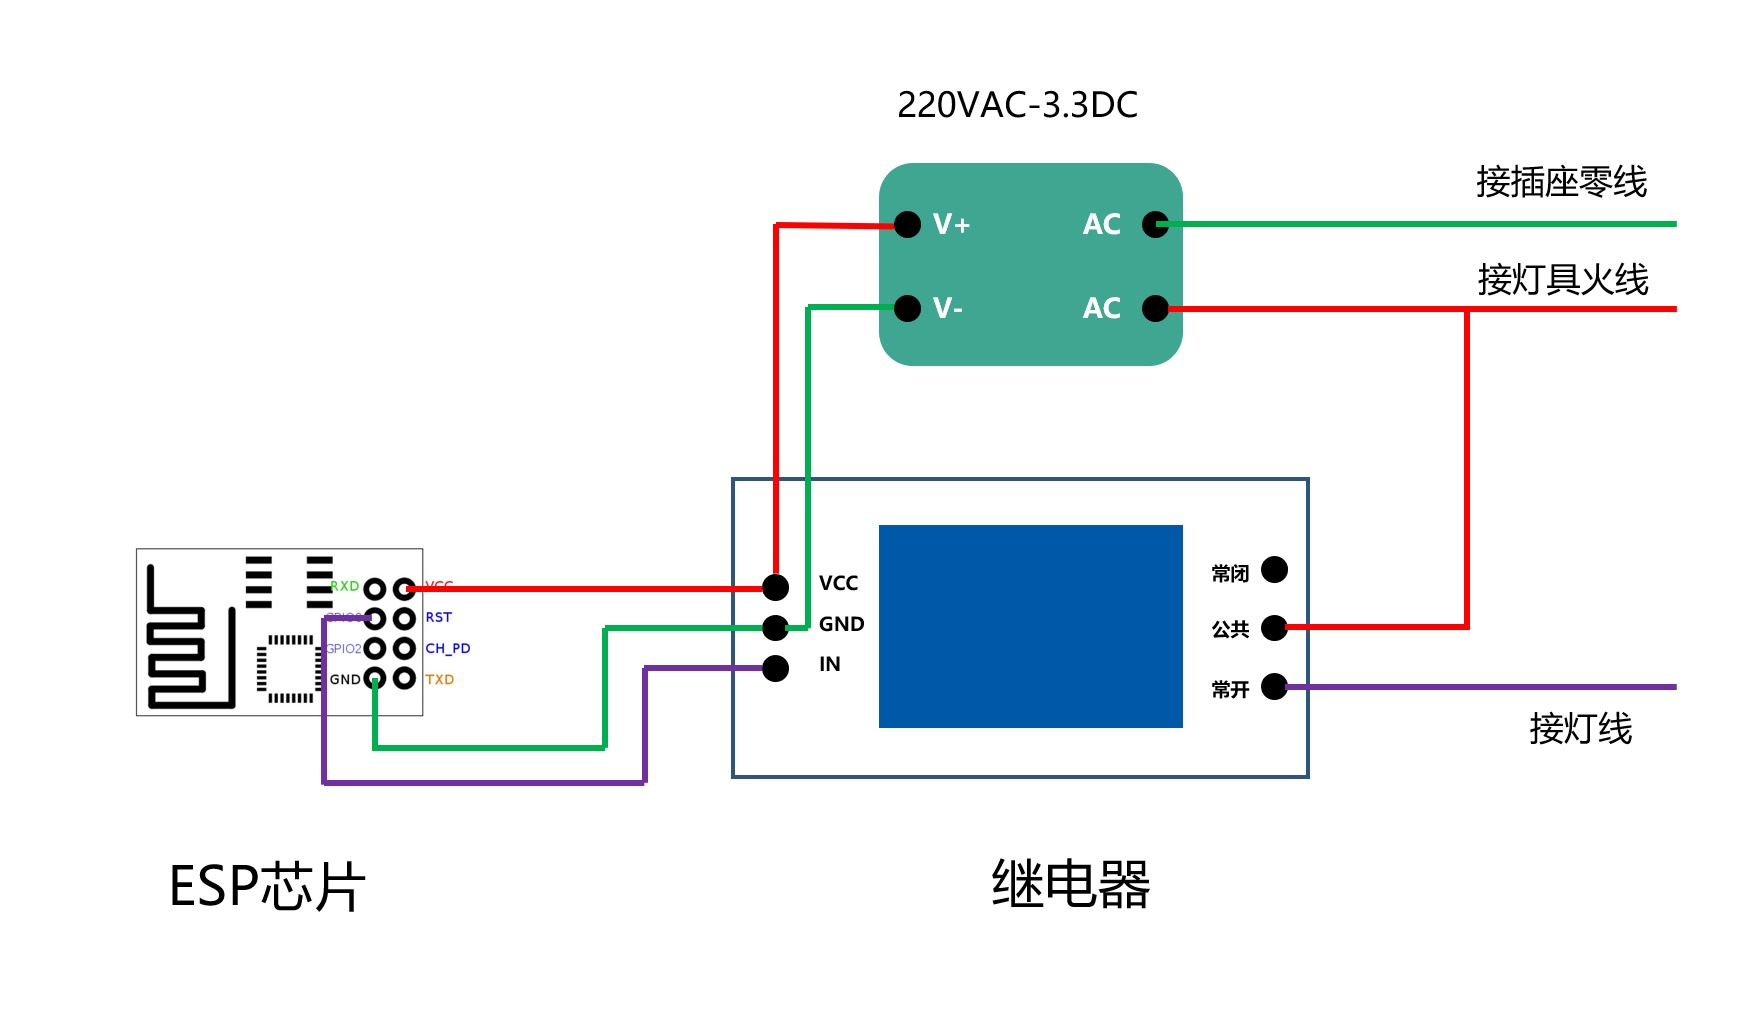 220VAC-3.3DC
接插座零线
V+
AC
接灯具火线
V-
AC
RXD
VCC
GPIO0
RST
GPIO2
CH_PD
GND
TXD
VCC
GND
IN
常闭
公共
常开
接灯线
ESP芯片
继电器